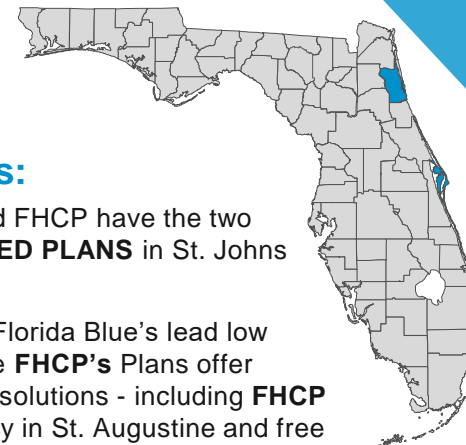 s:
d FHCP have the two
ED PLANS in St. Johns
Florida Blue's lead low
e FHCP's Plans offer
solutions - including FHCP
y in St. Augustine and free